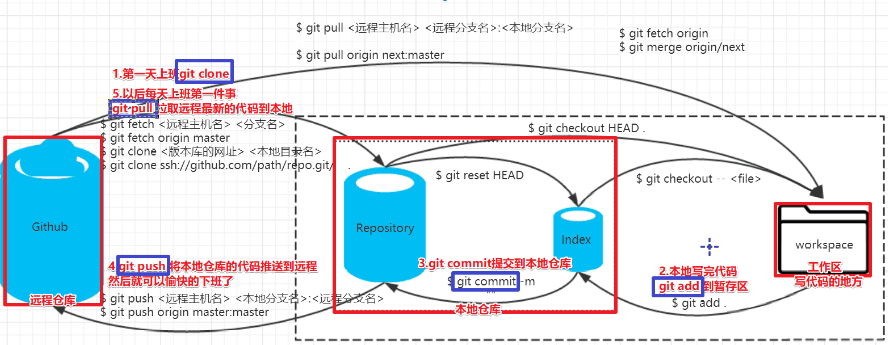 $ git pull <远程主机名> <远程分支名>:<本地分支名>
$ git fetch origin
$ git merge origin/next
$ git pull origin next:master
1.第一天上班git clone
5.以后每天上班第一件事
git pull 拉取远程最新的代码到本地
$ git fetch <远程主机名> <分支名>
$ git fetch origin master
$ git clone <版本库的网址> <本地目录名>
$ git clone ssh://github.com/path/repo.git/
$ git checkout HEAD .
$ git reset HEAD
$ git checkout -- <file>
Github
Repository
Index
workspace
工作区
写代码的地方
3.git commit提交到本地仓库
$ git commit -m
2.本地写完代码
git add 到暂存区
$ git add .
4.git push 将本地仓库的代码推送到远程
然后就可以愉快的下班了
远程仓库
本地仓库
$ git push <远程主机名> <本地分支名>:<远程分支名>
$ git push origin master:master